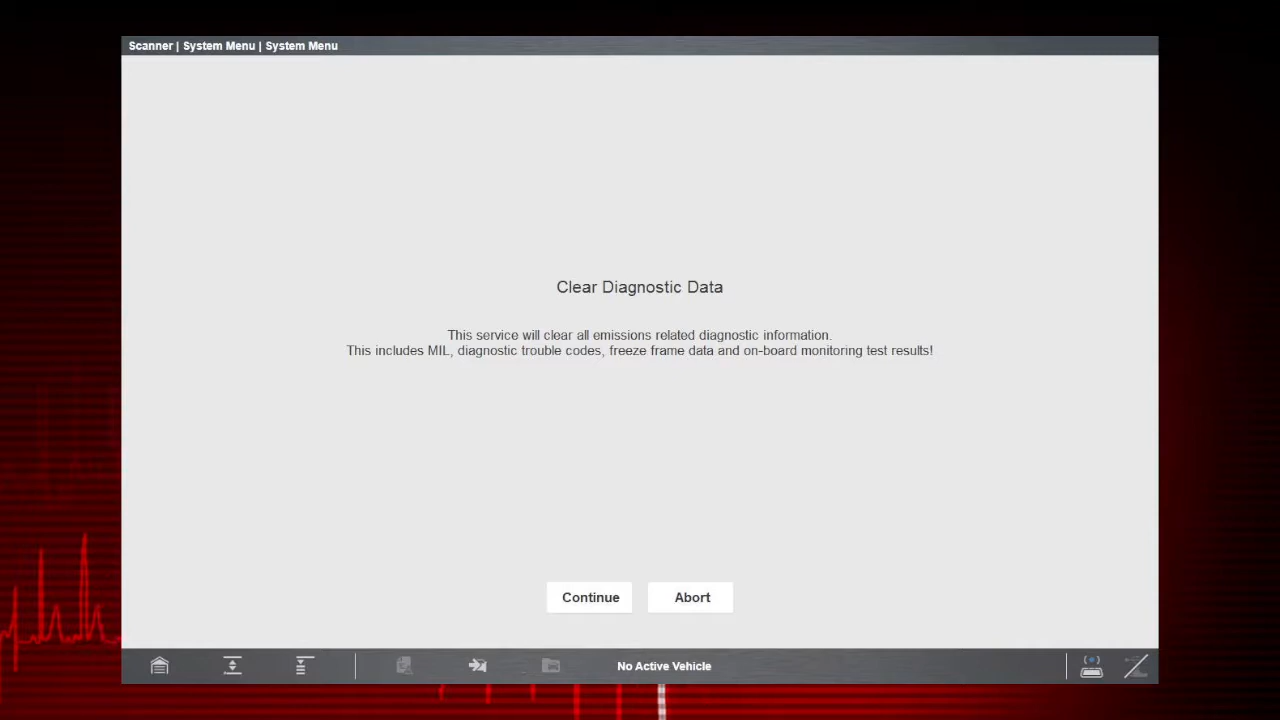 Scanner | System Menu | System Menu
Clear Diagnostic Data
This service will clear all emissions related diagnostic information.
This includes MIL, diagnostic trouble codes, freeze frame data and on-board monitoring test results!
Continue
Abort
No Active Vehicle